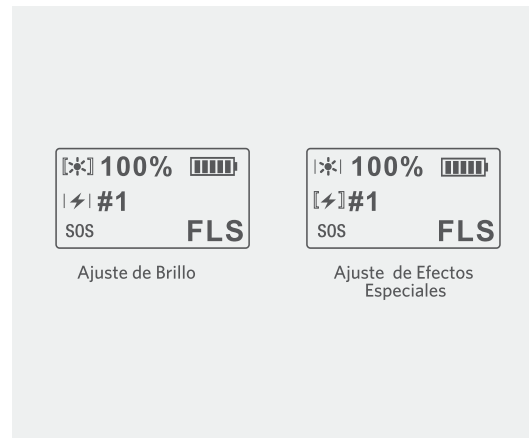 100%
#1
SOS FLS
Ajuste de Brillo
100%
#1
SOS FLS
Ajuste de Efectos
Especiales